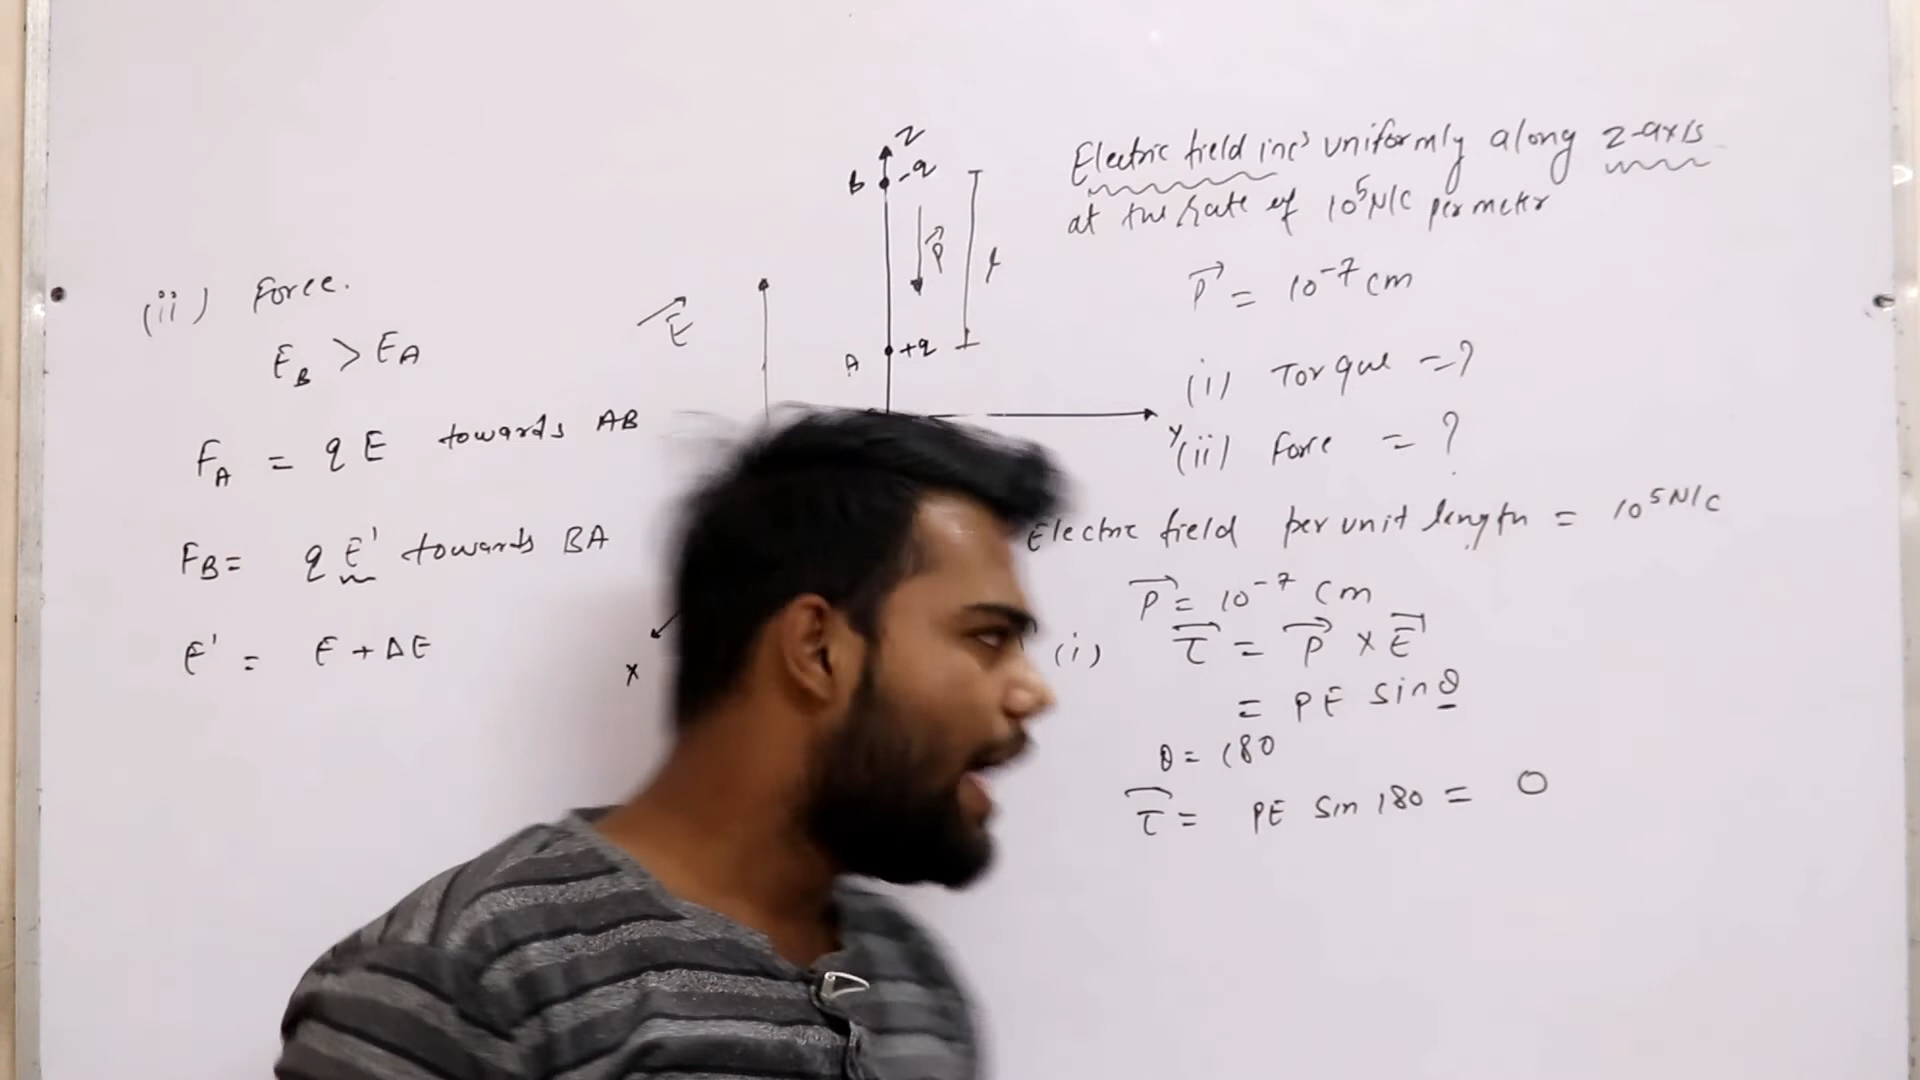 (ii) Force.
E_B > E_A
F_A = qE towards AB
F_B = qE' towards BA
E' = E + ΔE
E⃗
Z
B -q
P⃗
A +q
Y
X
Electric field incs uniformly along z-axis
at the rate of 10⁵N/C per meter
P⃗ = 10⁻⁷ cm
(i) Torque = ?
(ii) Force = ?
Electric field per unit length = 10⁵ N/C
P⃗ = 10⁻⁷ Cm
(i) τ⃗ = P⃗ × E⃗
= PE sinθ
θ = 180
τ⃗ = PE Sin 180 = 0